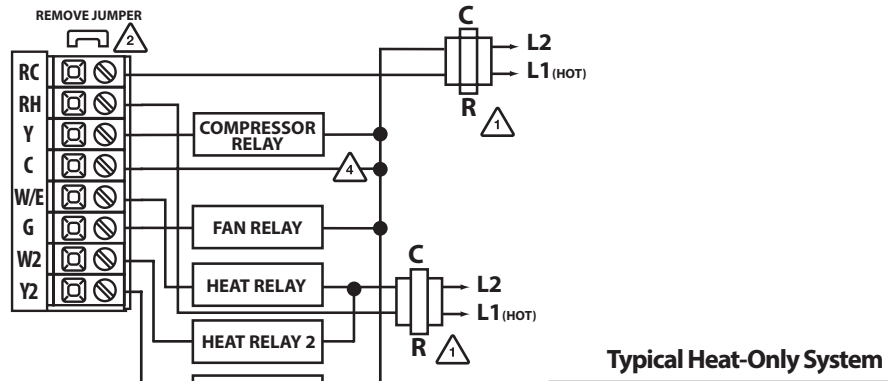 REMOVE JUMPER
2
C
L2
L1 (HOT)
R
1
RC
RH
Y
C
W/E
G
W2
Y2
COMPRESSOR
RELAY
4
FAN RELAY
C
HEAT RELAY
L2
L1 (HOT)
HEAT RELAY 2
R
1
Typical Heat-Only System